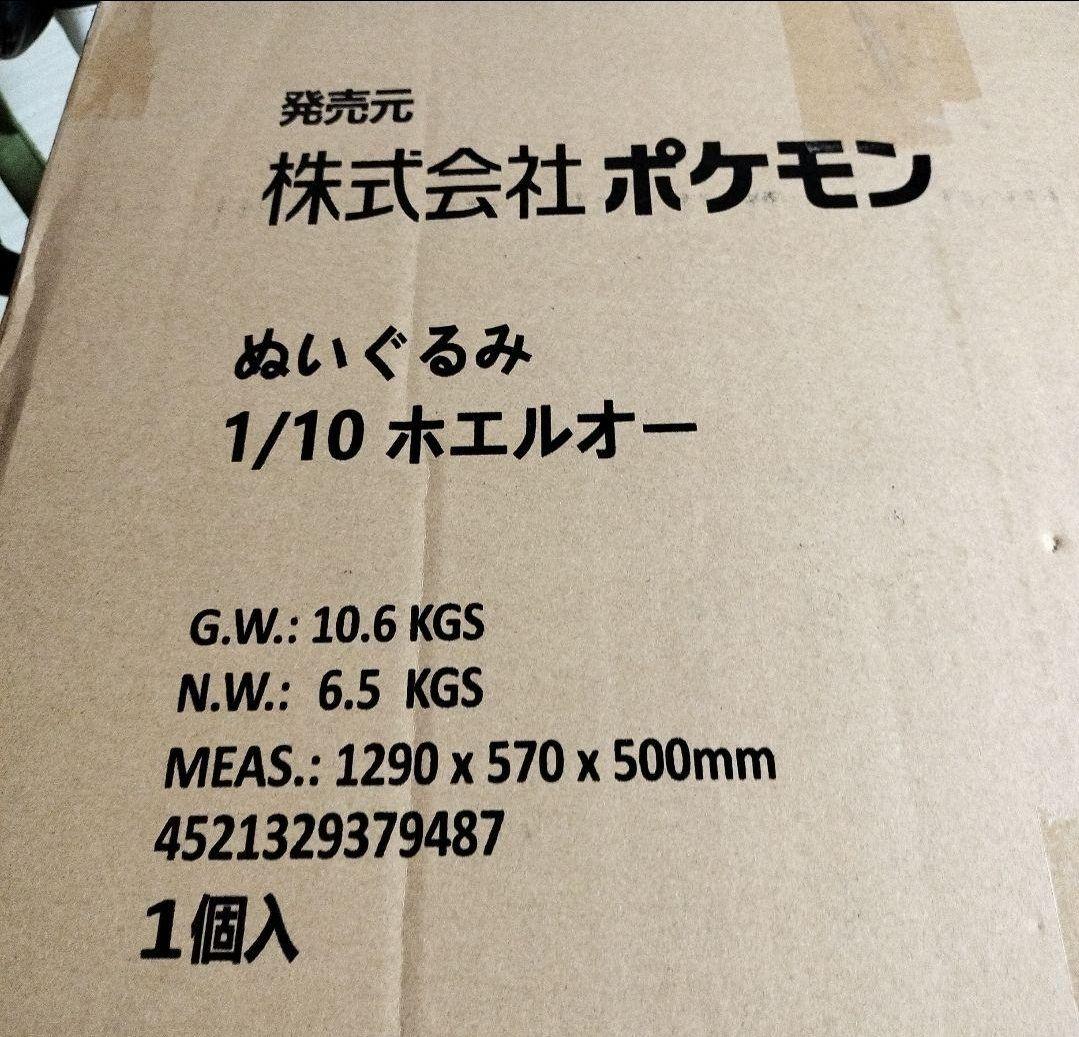 発売元
株式会社 ポケモン
ぬいぐるみ
1/10 ホエルオー
G.W.: 10.6 KGS
N.W.: 6.5 KGS
MEAS.: 1290 x 570 x 500mm
4521329379487
1個入